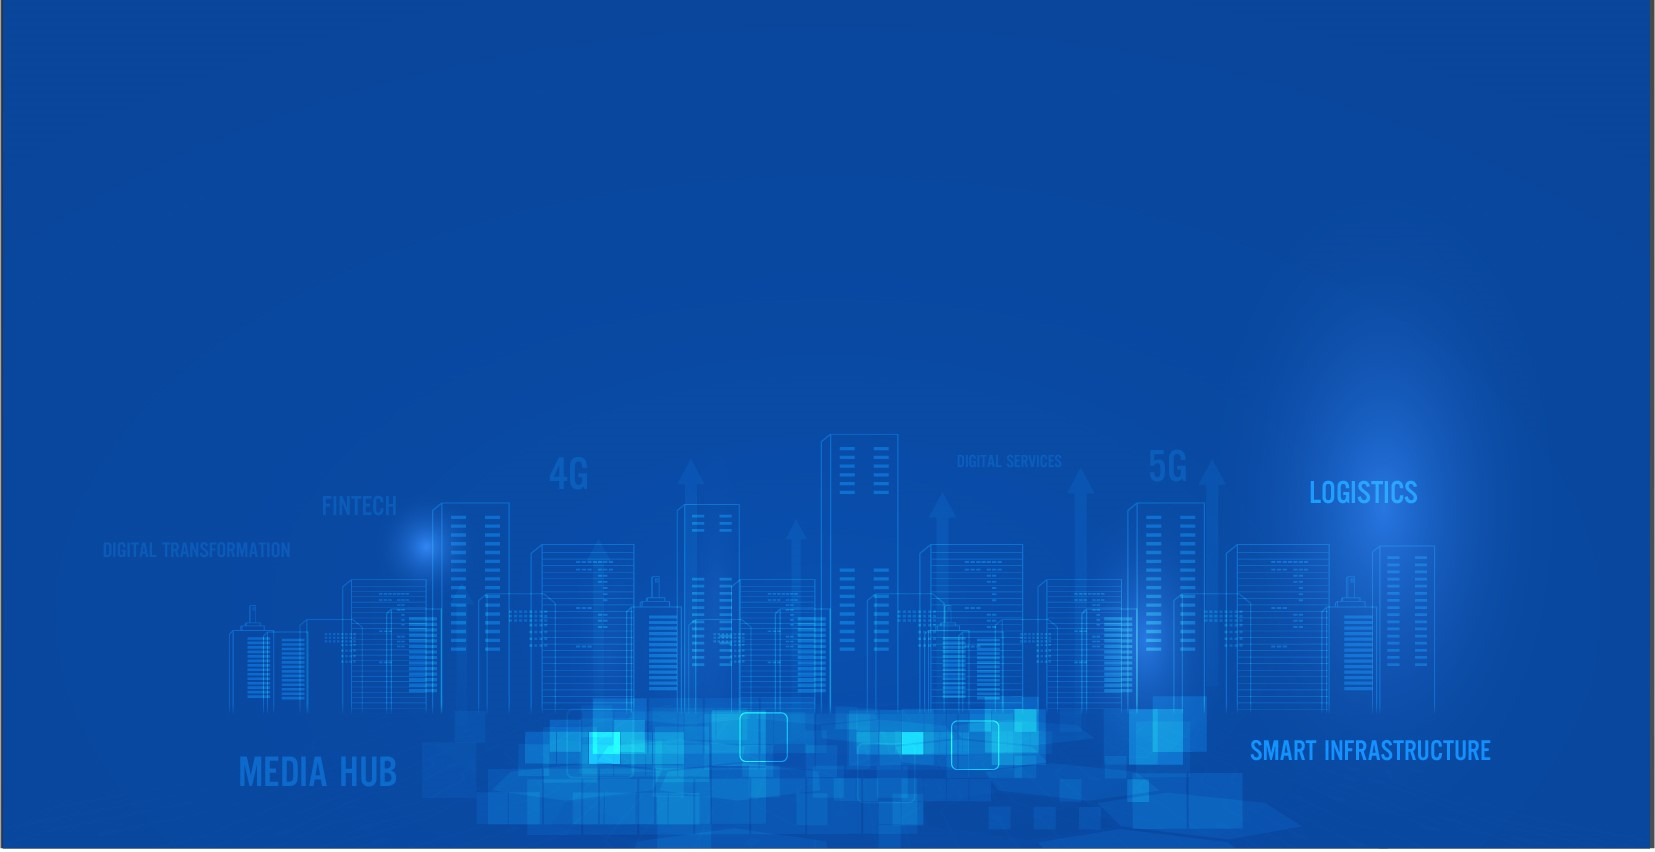 4G
5G
DIGITAL SERVICES
FINTECH
LOGISTICS
DIGITAL TRANSFORMATION
MEDIA HUB
SMART INFRASTRUCTURE